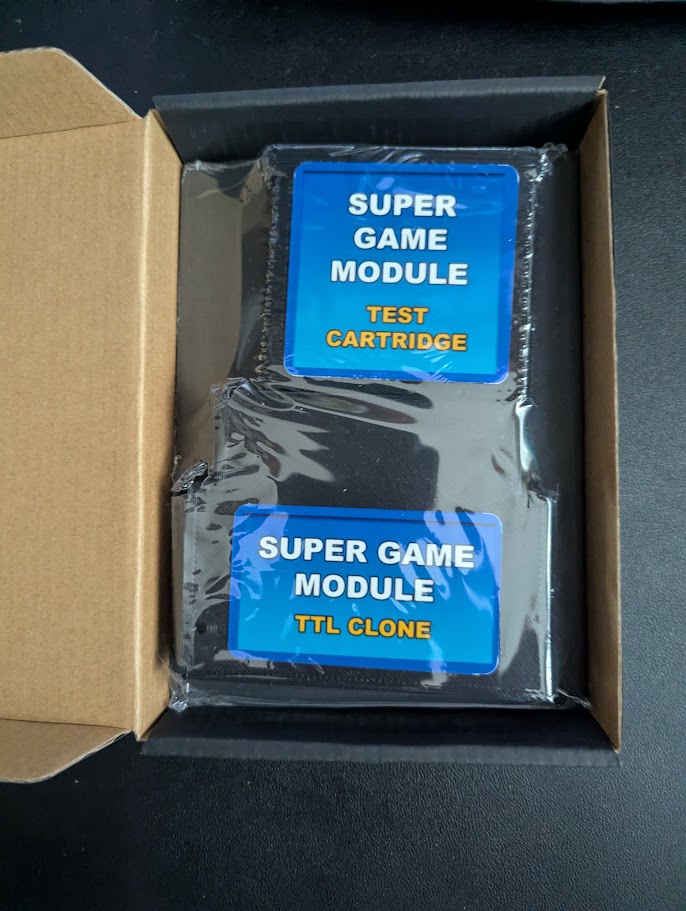 SUPER
GAME
MODULE
TEST
CARTRIDGE
SUPER GAME
MODULE
TTL CLONE